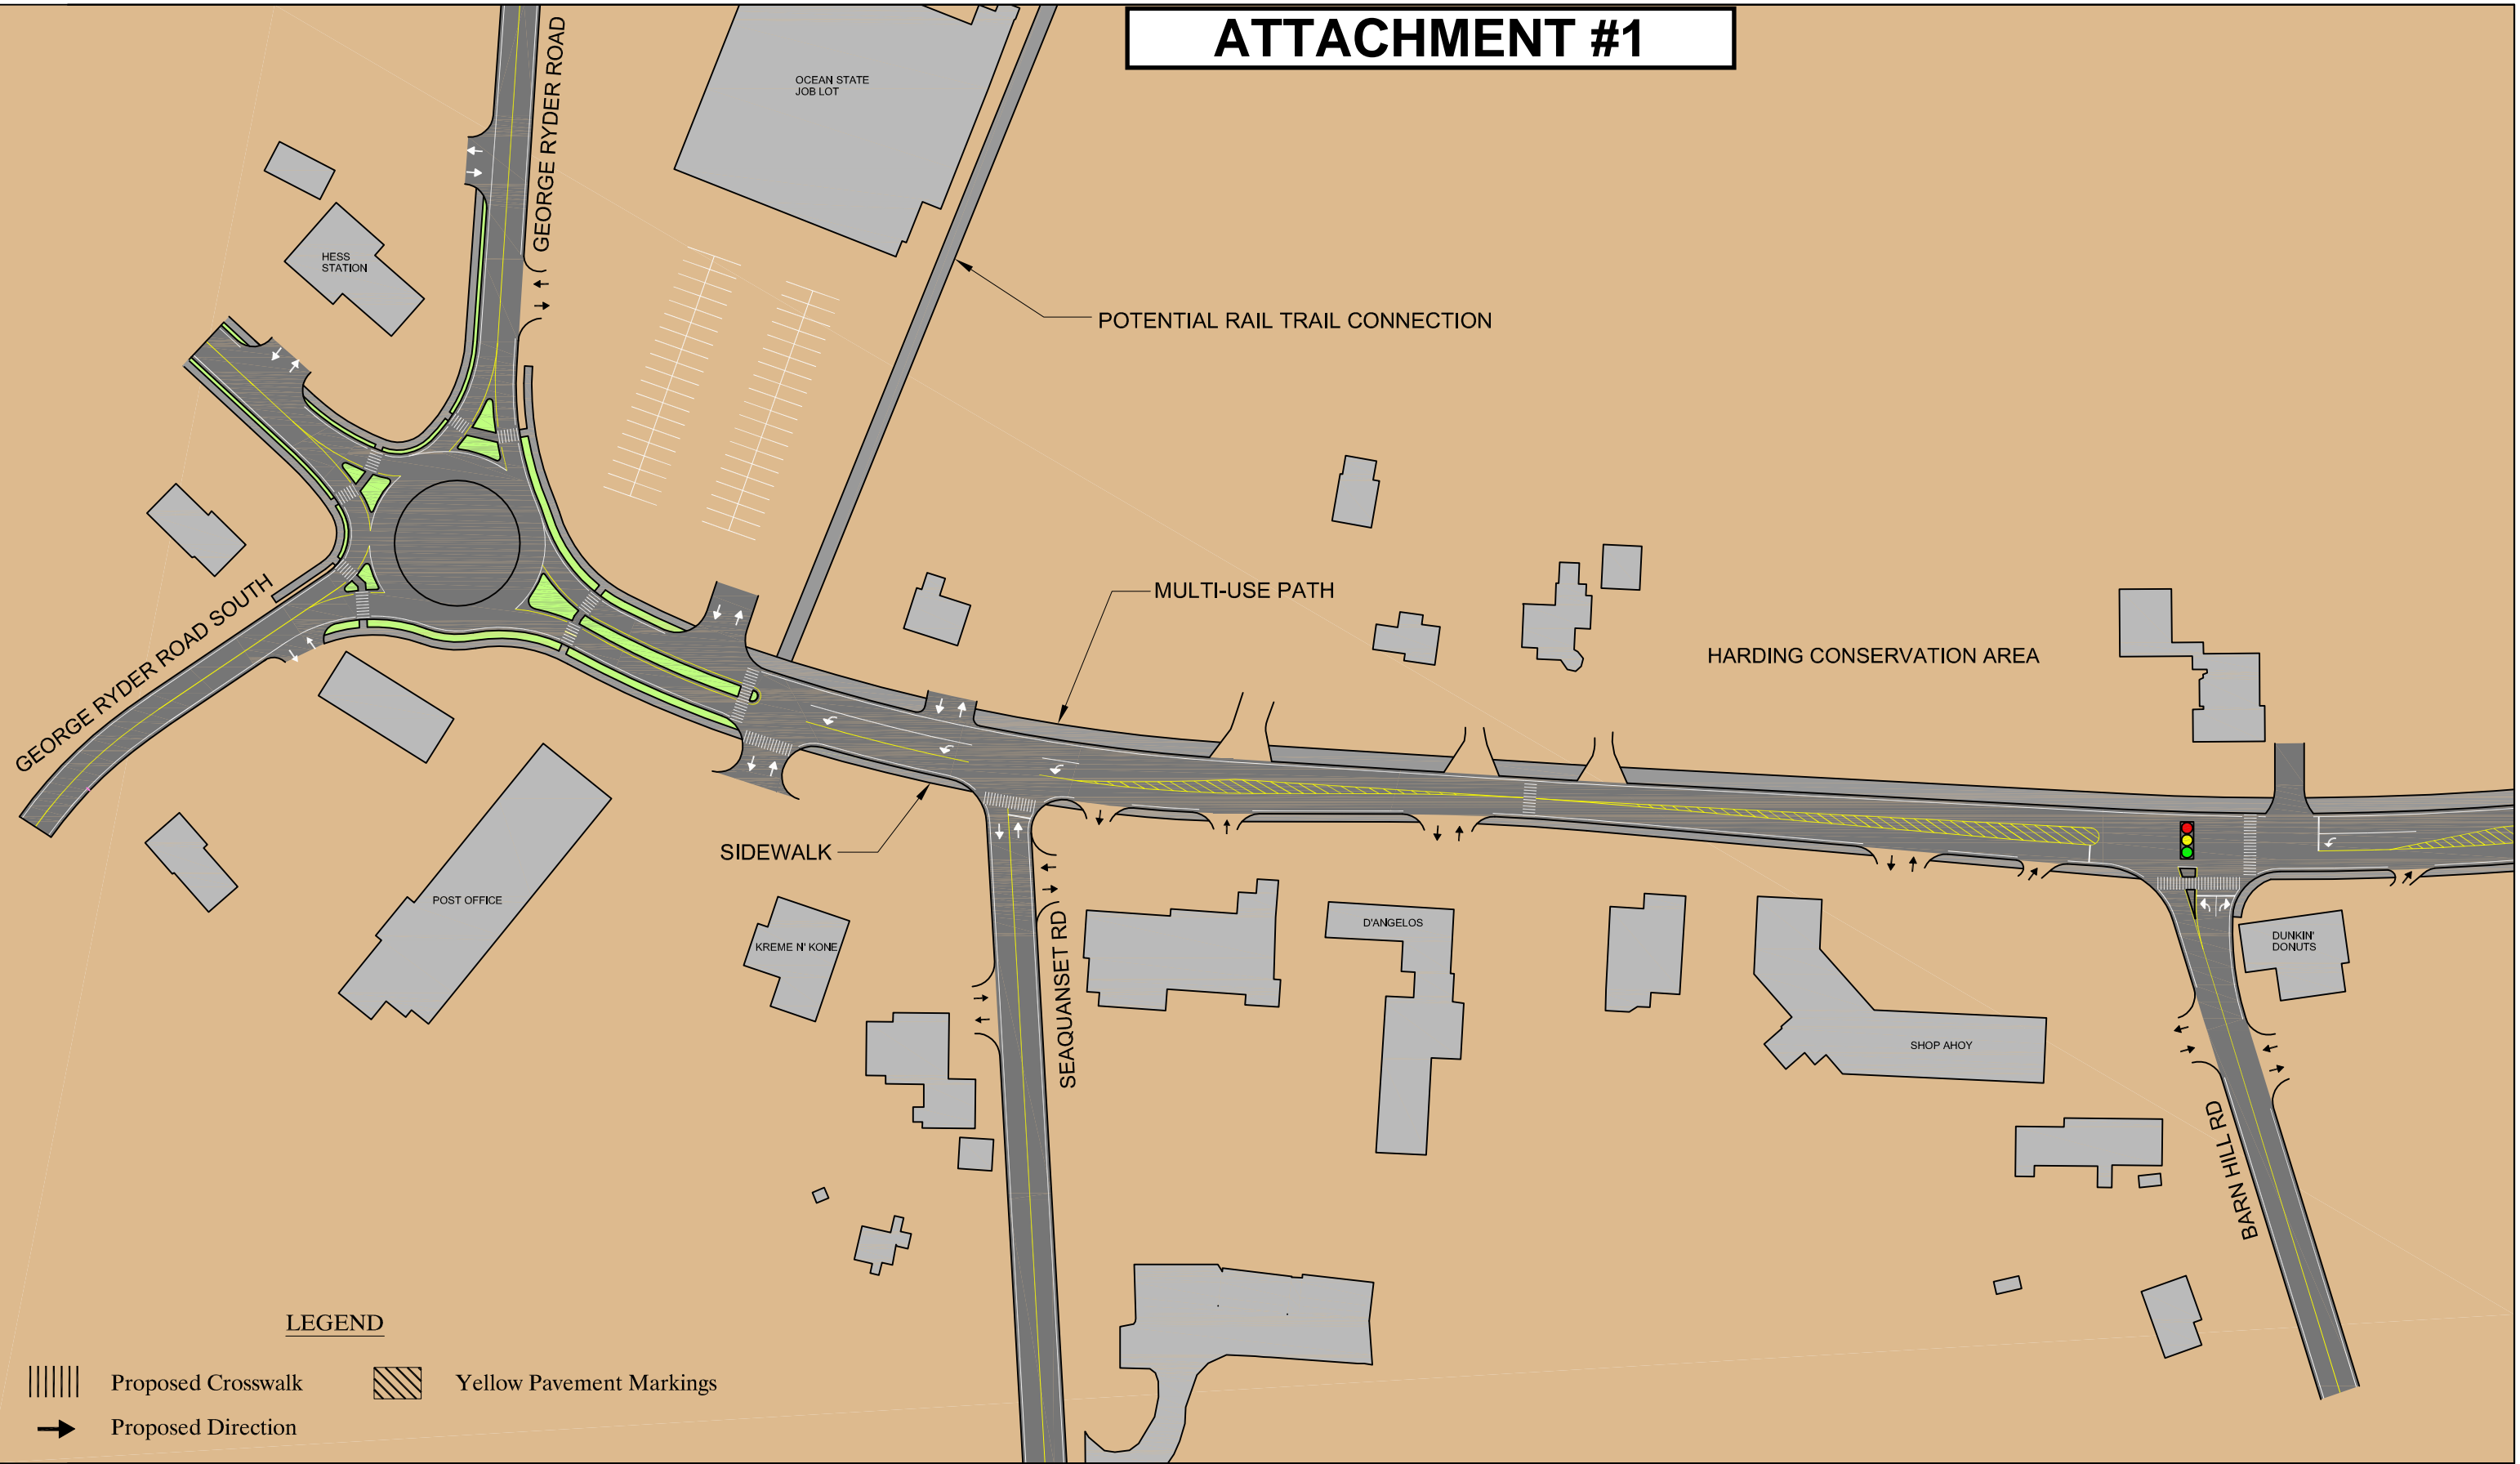 ATTACHMENT #1
GEORGE RYDER ROAD
OCEAN STATE
JOB LOT
HESS
STATION
POTENTIAL RAIL TRAIL CONNECTION
MULTI-USE PATH
HARDING CONSERVATION AREA
GEORGE RYDER ROAD SOUTH
SIDEWALK
POST OFFICE
KREME N' KONE
SEAQUANSET RD
D'ANGELOS
SHOP AHOY
DUNKIN'
DONUTS
BARN HILL RD
LEGEND
Proposed Crosswalk
Yellow Pavement Markings
Proposed Direction